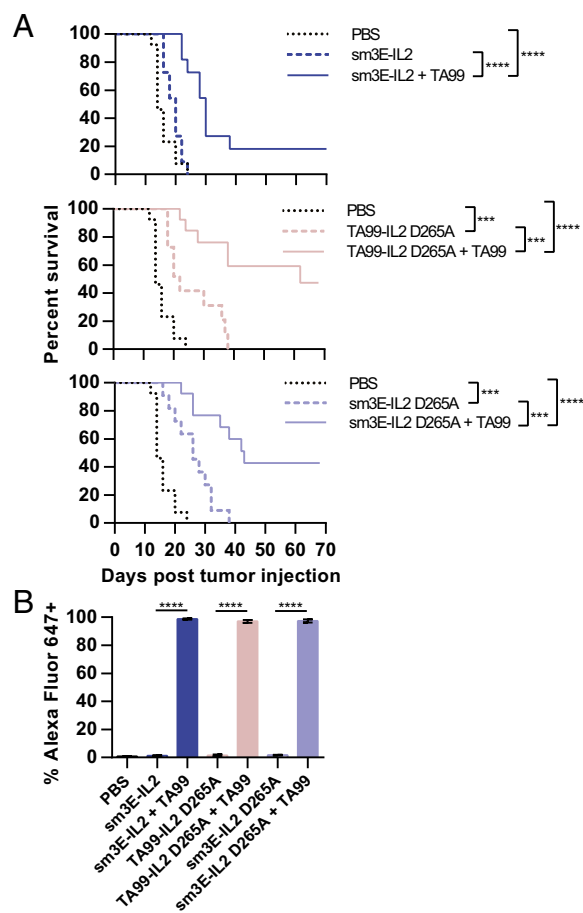 A
100
80
60
40
20
0
PBS
sm3E-IL2
sm3E-IL2 + TA99
****
****
Percent survival
100
80
60
40
20
0
PBS
TA99-IL2 D265A
TA99-IL2 D265A + TA99
***
***
****
100
80
60
40
20
0
PBS
sm3E-IL2 D265A
sm3E-IL2 D265A + TA99
***
***
****
0 10 20 30 40 50 60 70
Days post tumor injection
B
% Alexa Fluor 647+
100
80
60
40
20
0
**** **** ****
PBS
sm3E-IL2
sm3E-IL2 + TA99
TA99-IL2 D265A
TA99-IL2 D265A + TA99
sm3E-IL2 D265A
sm3E-IL2 D265A + TA99